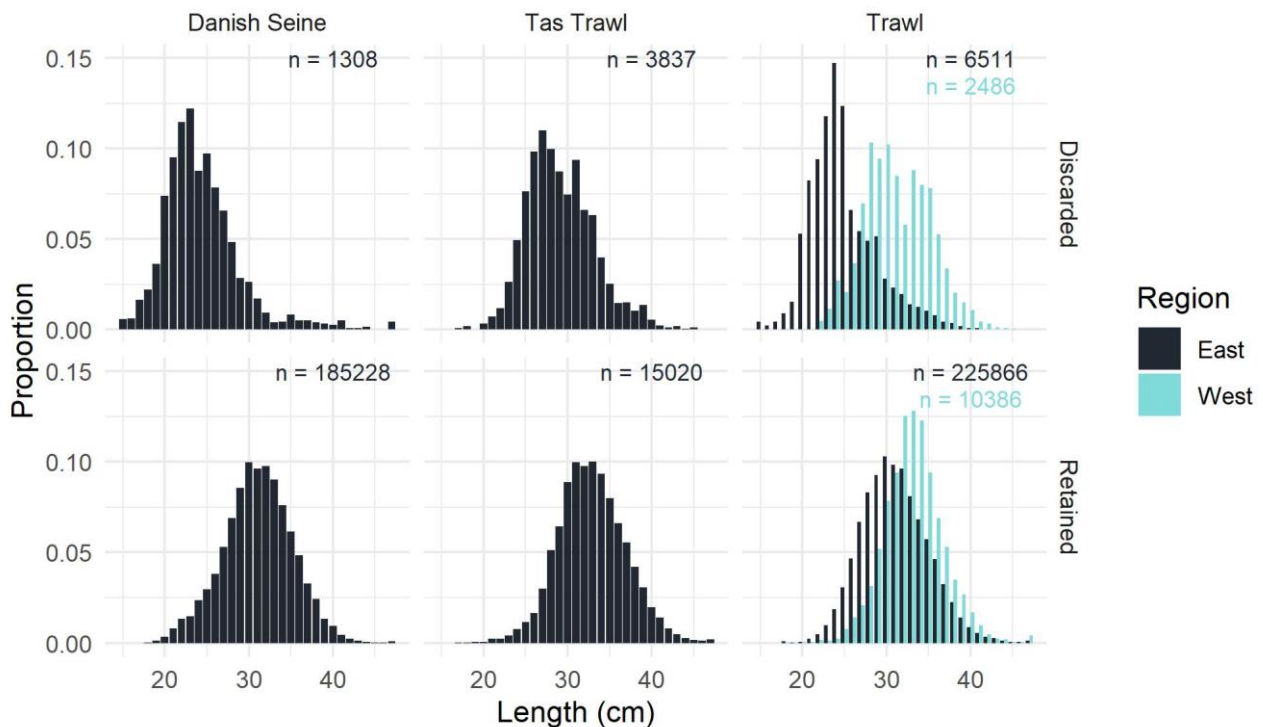 Danish Seine
Tas Trawl
Trawl
0.15
0.10
0.05
0.00
n = 1308
n = 3837
n = 6511
n = 2486
Discarded
Proportion
0.15
0.10
0.05
0.00
n = 185228
n = 15020
n = 225866
n = 10386
Retained
20 30 40
20 30 40
20 30 40
Length (cm)
Region
East
West